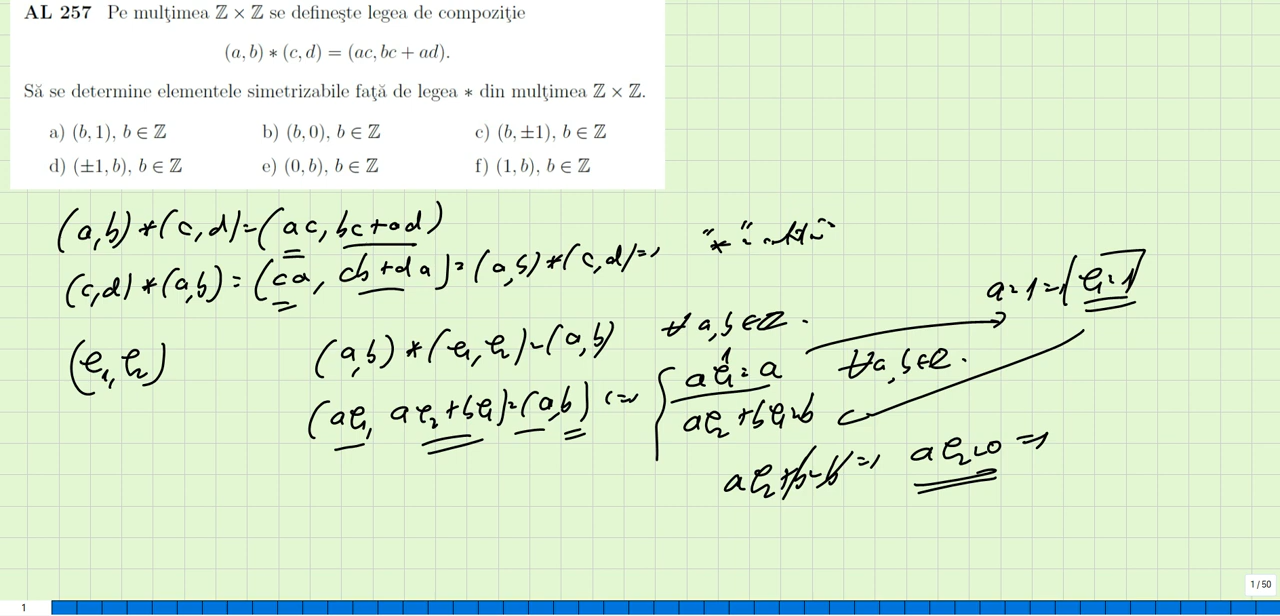 AL 257 Pe mulţimea ℤ × ℤ se defineşte legea de compoziţie
(a, b) ∗ (c, d) = (ac, bc + ad).
Să se determine elementele simetrizabile faţă de legea ∗ din mulţimea ℤ × ℤ.
a) (b, 1), b ∈ ℤ b) (b, 0), b ∈ ℤ c) (b, ±1), b ∈ ℤ
d) (±1, b), b ∈ ℤ e) (0, b), b ∈ ℤ f) (1, b), b ∈ ℤ
(a,b) * (c,d) = (ac, bc+ad)
(c,d) * (a,b) = (ca, cb+da) = (a,b) * (c,d) => "*"
(e₁, e₂) (a,b) * (e₁, e₂) = (a,b) ∀ a,b ∈ ℤ.
a=1 => e₁=1
(ae₁, ae₂+be₁) = (a,b) <=> { ae₁ = a ∀ a,b ∈ ℤ.
ae₂+be₁=b
ae₂+b=b => ae₂=0 =>
1/50
1